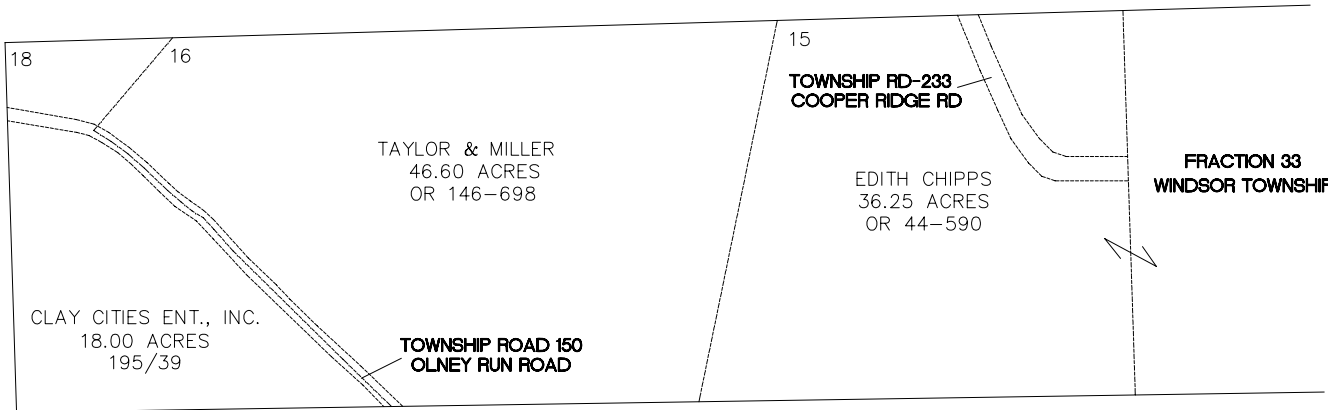 18
16
15
TOWNSHIP RD-233
COOPER RIDGE RD
TAYLOR & MILLER
46.60 ACRES
OR 146-698
EDITH CHIPPS
36.25 ACRES
OR 44-590
FRACTION 33
WINDSOR TOWNSHIP
CLAY CITIES ENT., INC.
18.00 ACRES
195/39
TOWNSHIP ROAD 150
OLNEY RUN ROAD